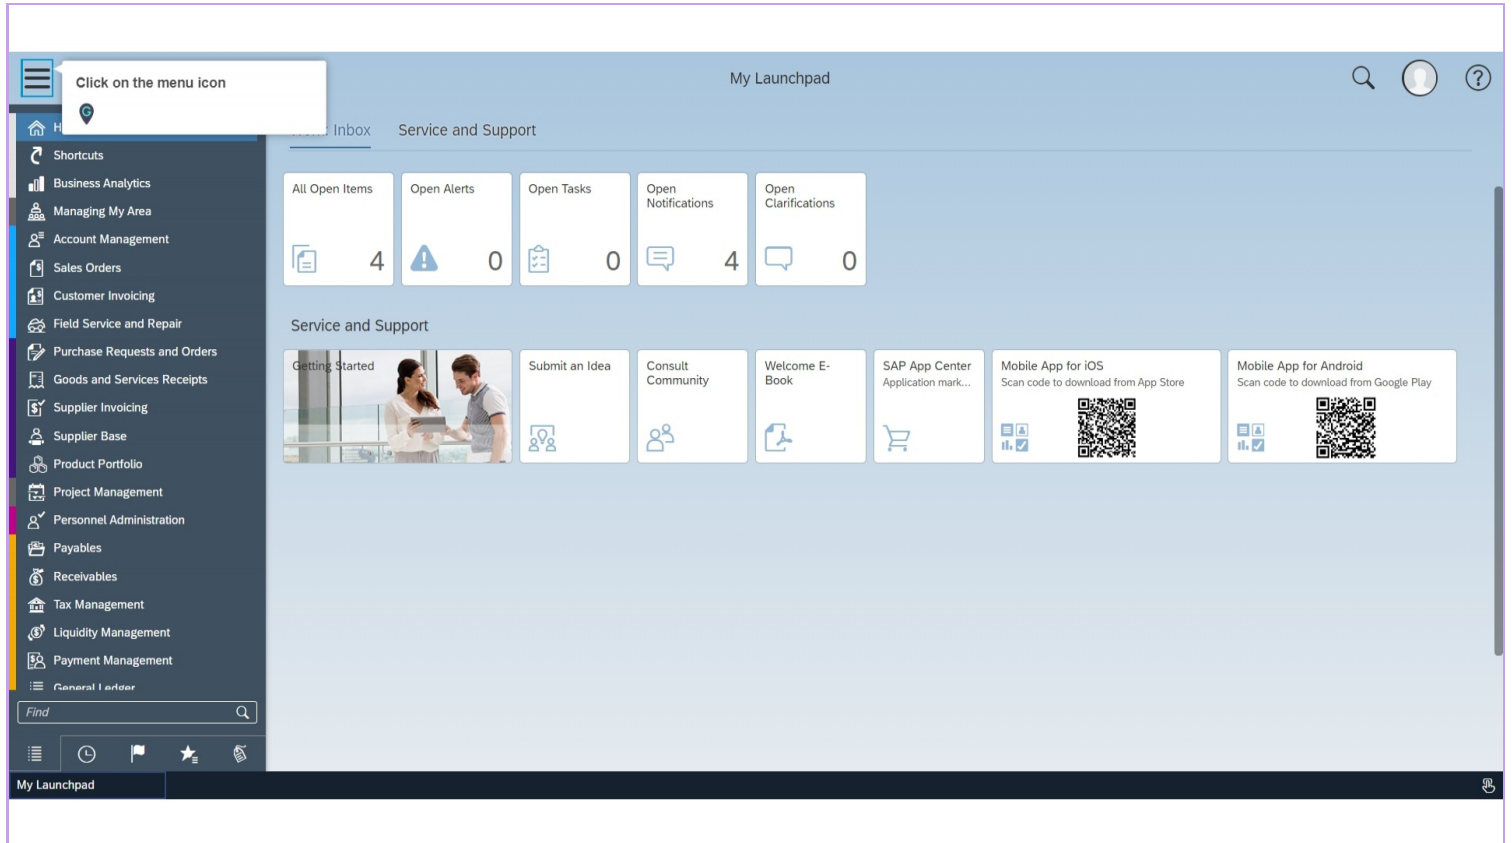 Click on the menu icon
My Launchpad
Inbox
Service and Support
Shortcuts
Business Analytics
Managing My Area
Account Management
Sales Orders
Customer Invoicing
Field Service and Repair
Purchase Requests and Orders
Goods and Services Receipts
Supplier Invoicing
Supplier Base
Product Portfolio
Project Management
Personnel Administration
Payables
Receivables
Tax Management
Liquidity Management
Payment Management
General Ledger
Find
My Launchpad
All Open Items
4
Open Alerts
0
Open Tasks
0
Open
Notifications
4
Open
Clarifications
0
Service and Support
Getting Started
Submit an Idea
Consult
Community
Welcome E-
Book
SAP App Center
Application mark...
Mobile App for iOS
Scan code to download from App Store
Mobile App for Android
Scan code to download from Google Play